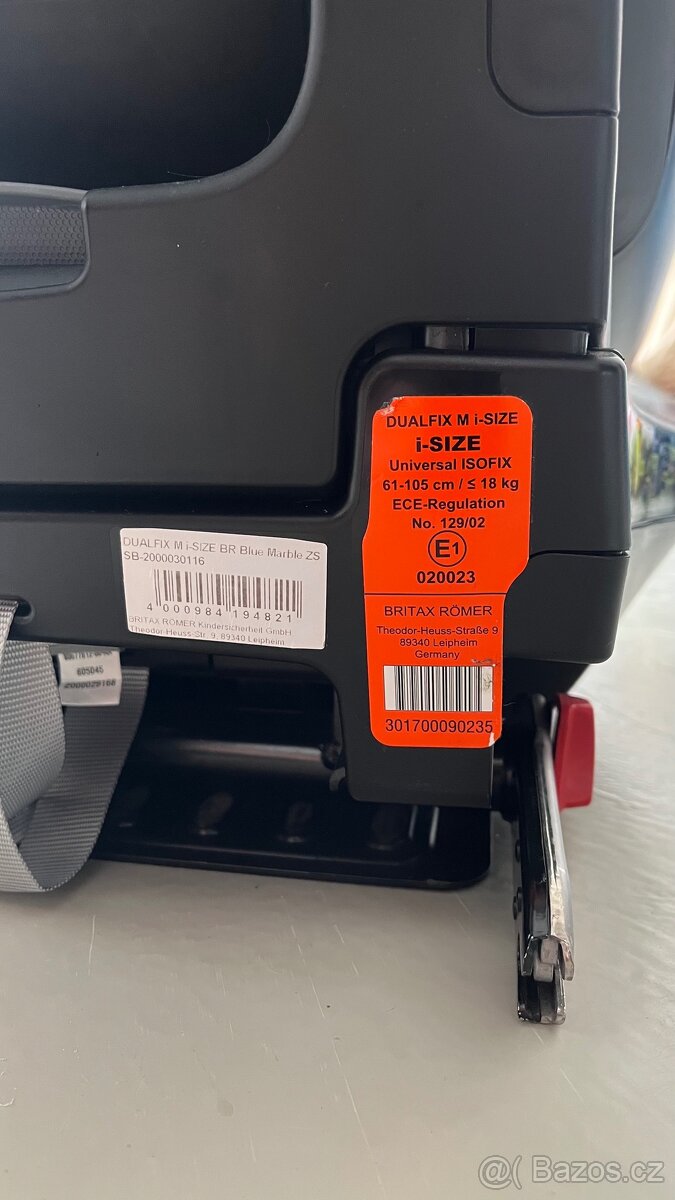 DUALFIX M i-SIZE
i-SIZE
Universal ISOFIX
61-105 cm / ≤ 18 kg
ECE-Regulation
No. 129/02
E1
020023
BRITAX RÖMER
Theodor-Heuss-Straße 9
89340 Leipheim
Germany
301700090235
DUALFIX M i-SIZE BR Blue Marble ZS
SB-2000030116
4 000984 194821
BRITAX RÖMER Kindersicherheit GmbH
Theodor-Heuss-Str. 9, 89340 Leipheim
605045
2000029166
@( Bazos.cz